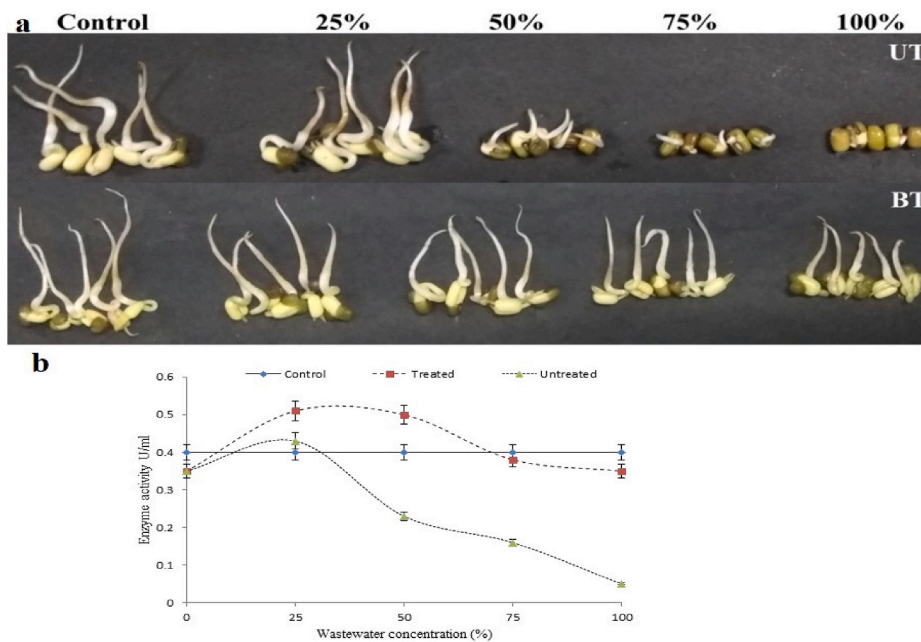 a
Control 25% 50% 75% 100%
UT
BT
b
Control Treated Untreated
0.6
0.5
0.4
0.3
0.2
0.1
0
Enzyme activity U/ml
0 25 50 75 100
Wastewater concentration (%)